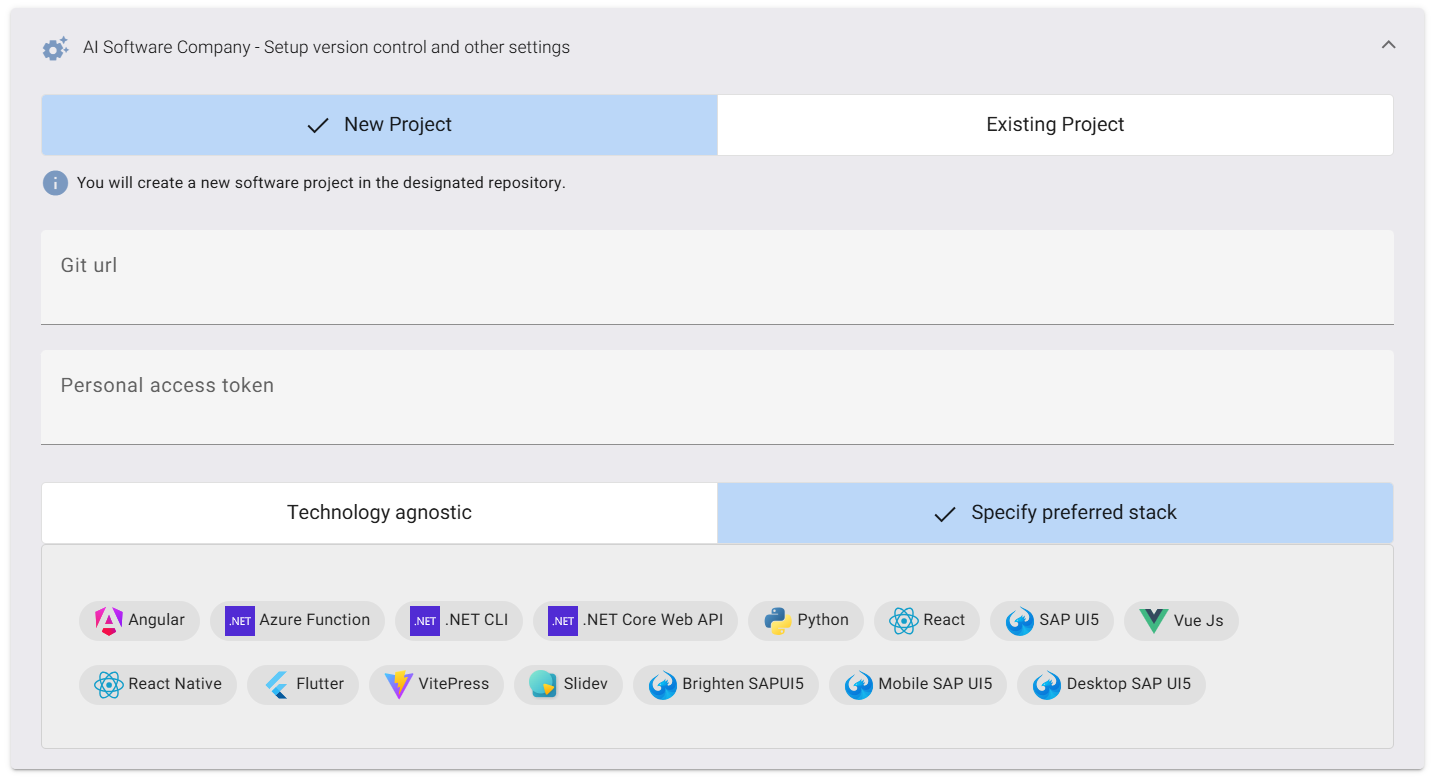 AI Software Company - Setup version control and other settings
New Project
Existing Project
You will create a new software project in the designated repository.
Git url
Personal access token
Technology agnostic
Specify preferred stack
Angular
.NET Azure Function
.NET .NET CLI
.NET .NET Core Web API
Python
React
SAP UI5
Vue Js
React Native
Flutter
VitePress
Slidev
Brighten SAPUI5
Mobile SAP UI5
Desktop SAP UI5